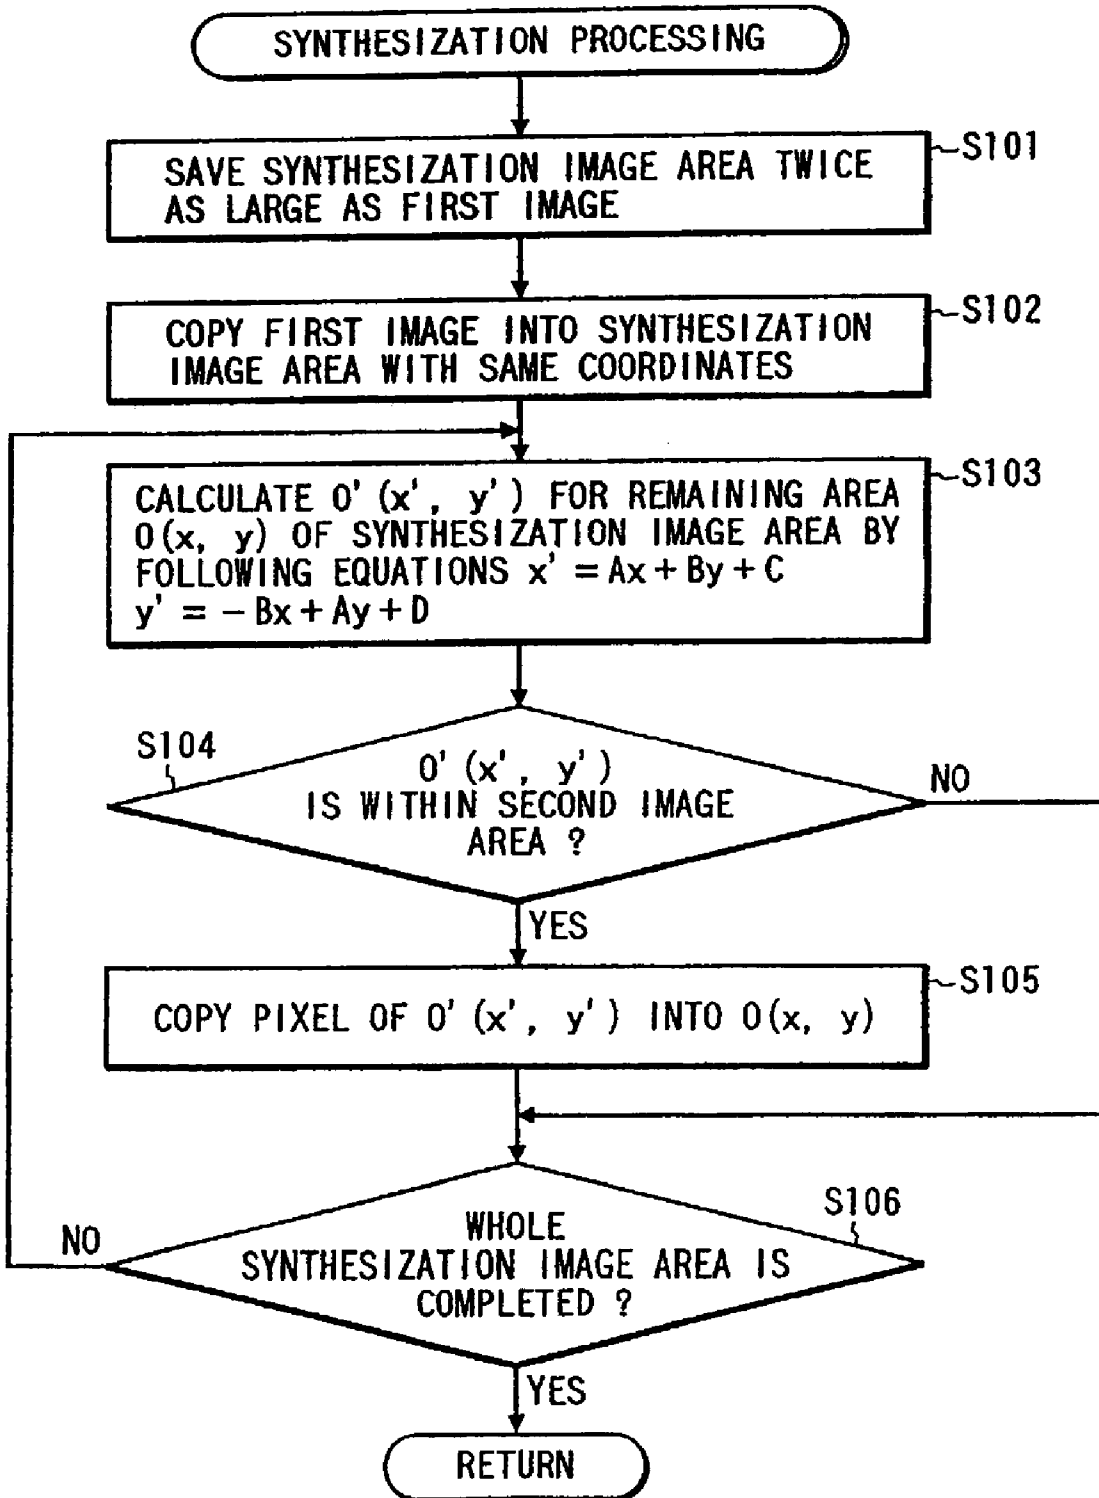 SYNTHESIZATION PROCESSING
S101
SAVE SYNTHESIZATION IMAGE AREA TWICE
AS LARGE AS FIRST IMAGE
S102
COPY FIRST IMAGE INTO SYNTHESIZATION
IMAGE AREA WITH SAME COORDINATES
S103
CALCULATE O'(x', y') FOR REMAINING AREA
O(x, y) OF SYNTHESIZATION IMAGE AREA BY
FOLLOWING EQUATIONS x' = Ax + By + C
y' = - Bx + Ay + D
S104
O'(x', y')
IS WITHIN SECOND IMAGE
AREA ?
NO
YES
S105
COPY PIXEL OF O'(x', y') INTO O(x, y)
S106
WHOLE
SYNTHESIZATION IMAGE AREA IS
COMPLETED ?
NO
YES
RETURN